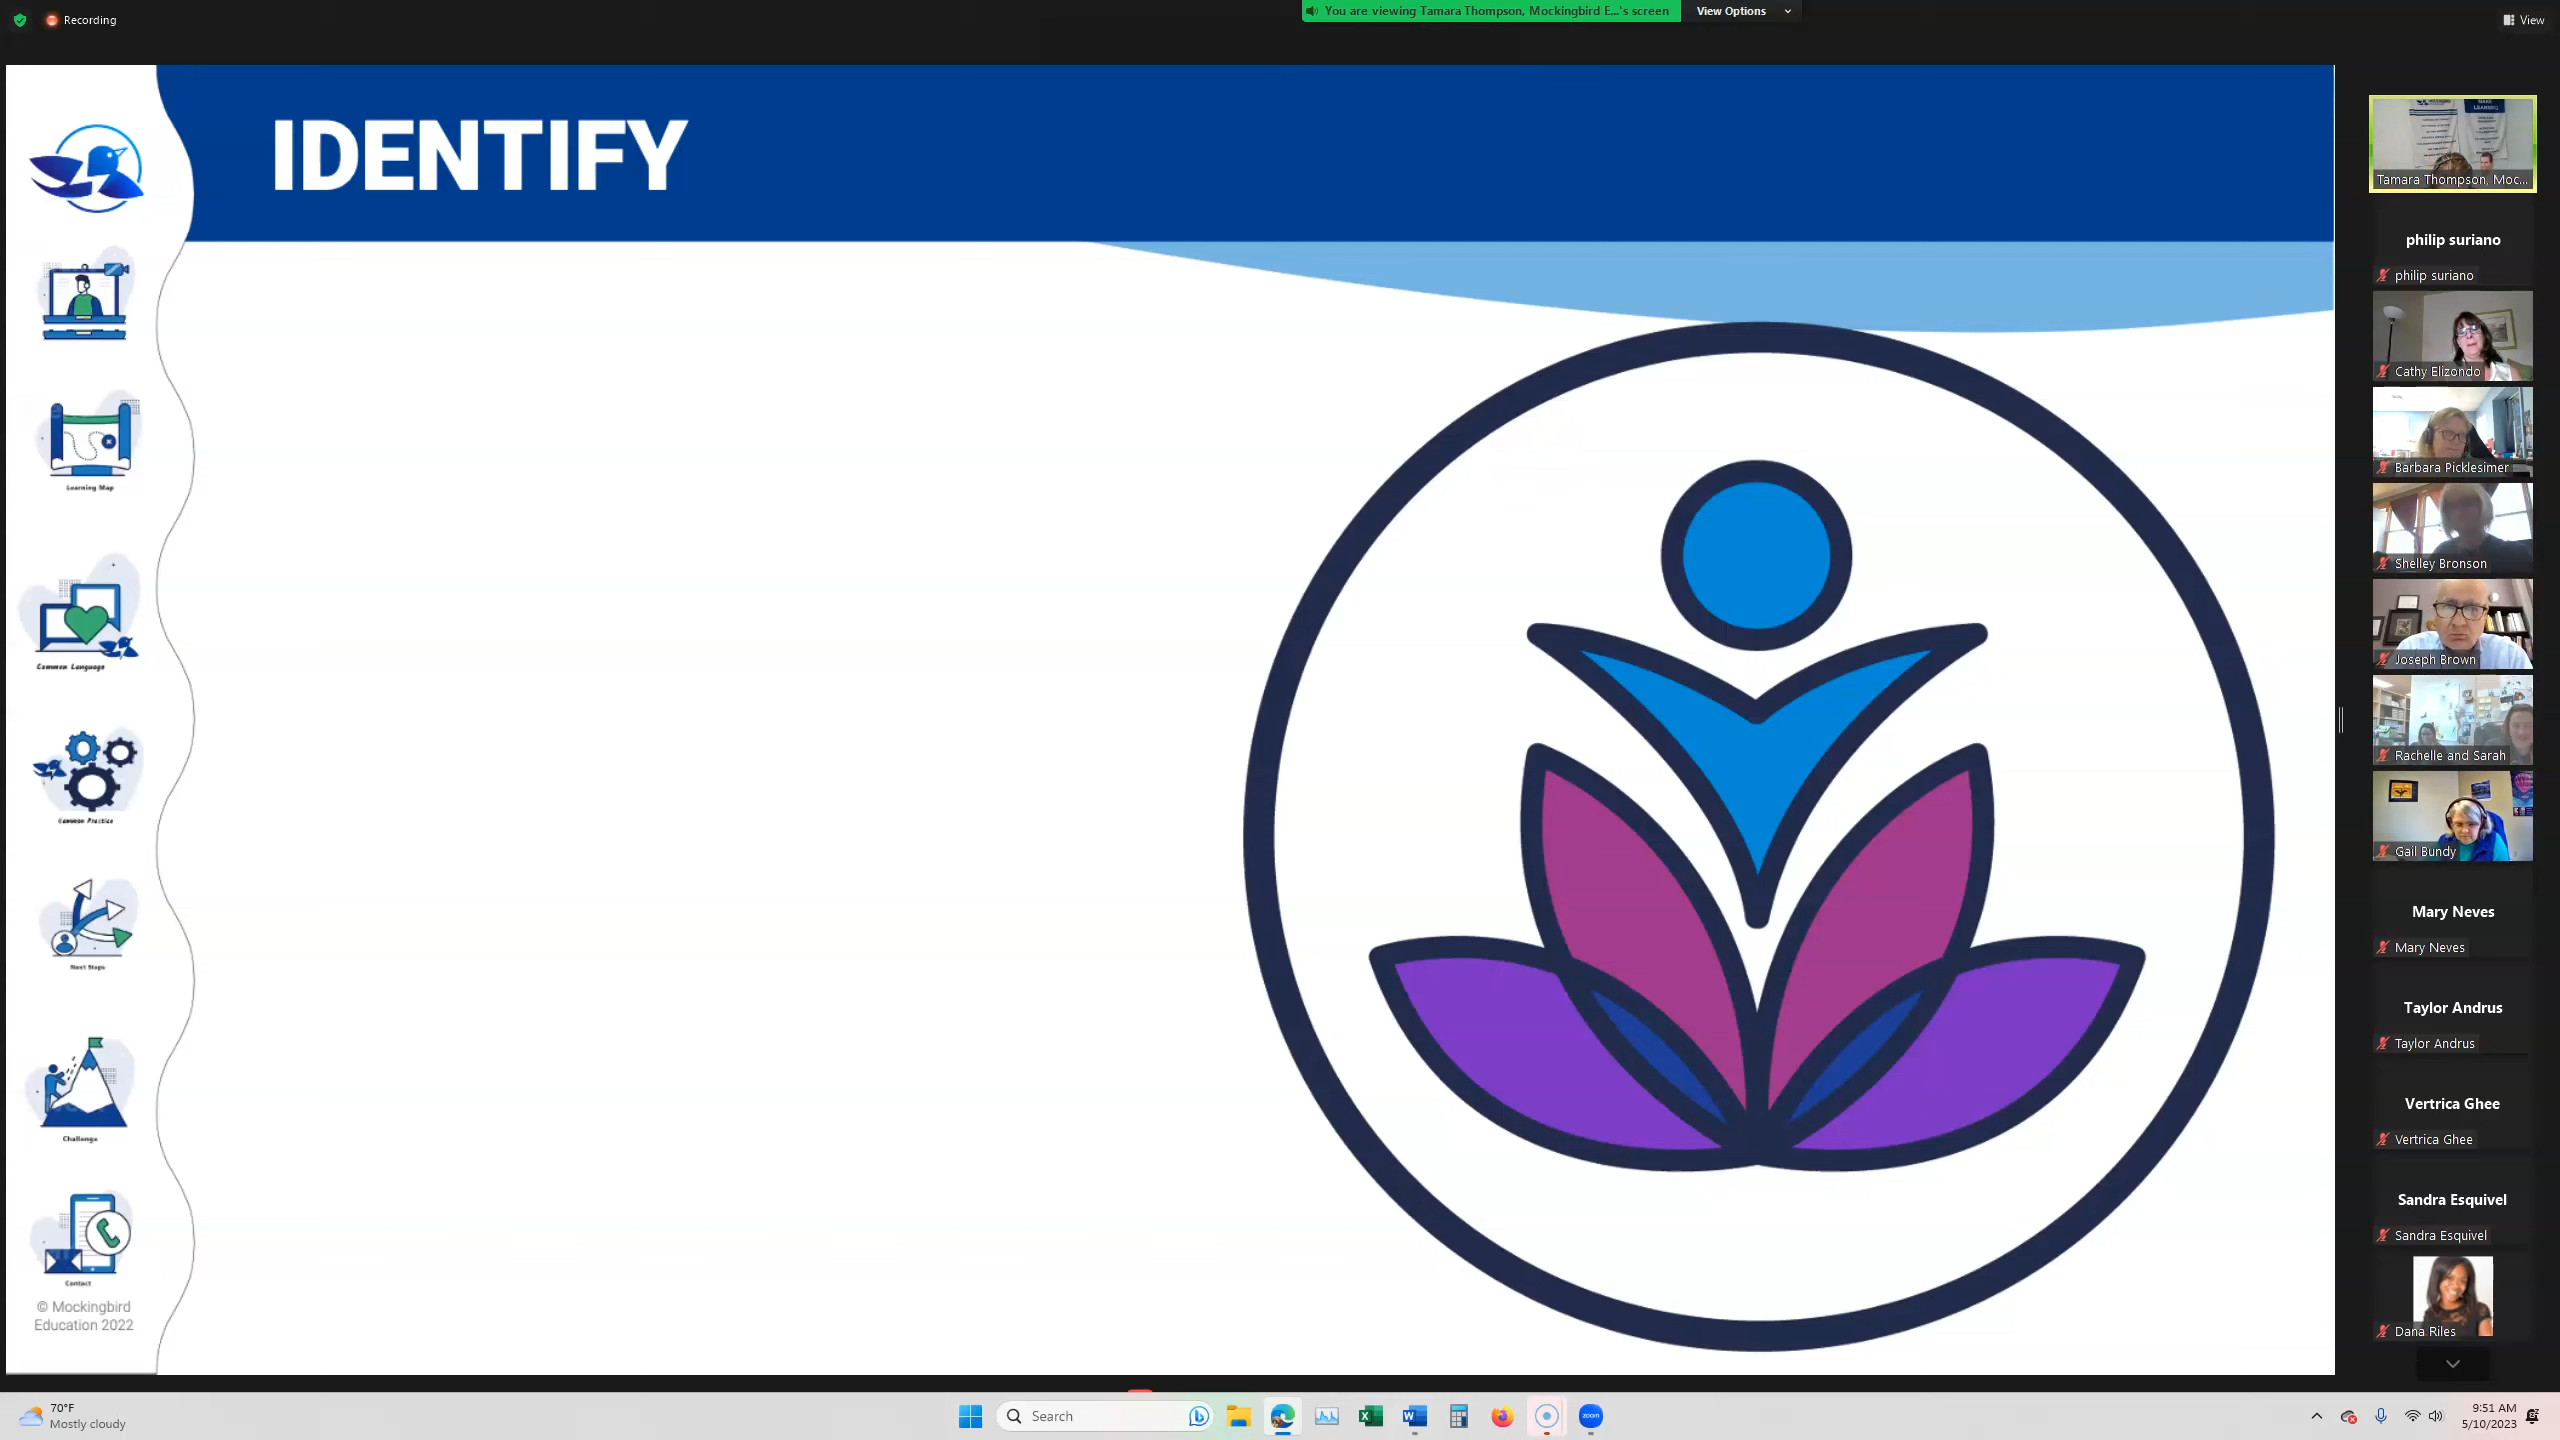 Recording
You are viewing Tamara Thompson, Mockingbird E...'s screen
View Options
View
IDENTIFY
Learning Map
Common Language
Common Practice
Next Steps
Challenge
Contact
© Mockingbird
Education 2022
Tamara Thompson, Moc...
philip suriano
philip suriano
Cathy Elizondo
Barbara Picklesimer
Shelley Bronson
Joseph Brown
Rachelle and Sarah
Gail Bundy
Mary Neves
Mary Neves
Taylor Andrus
Taylor Andrus
Vertrica Ghee
Vertrica Ghee
Sandra Esquivel
Sandra Esquivel
Dana Riles
70°F
Mostly cloudy
Search
zoom
9:51 AM
5/10/2023